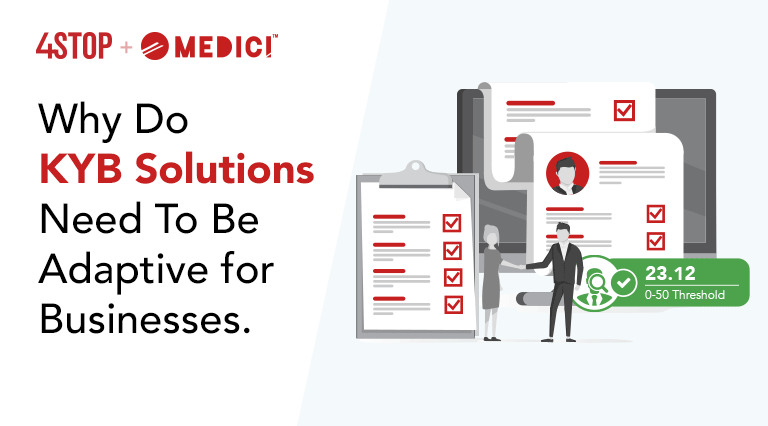 4STOP + MEDICI™
Why Do
KYB Solutions
Need To Be
Adaptive for
Businesses.
23.12
0-50 Threshold